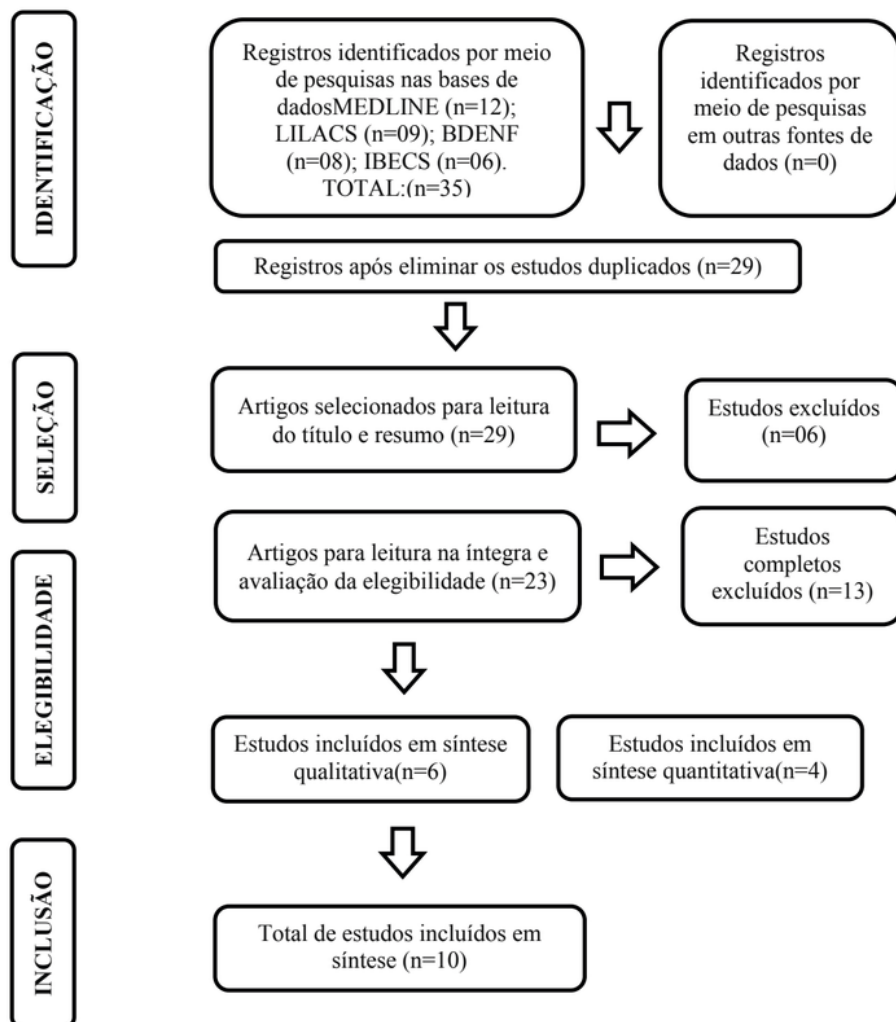 IDENTIFICAÇÃO
Registros identificados por meio
de pesquisas nas bases de
dadosMEDLINE (n=12);
LILACS (n=09); BDENF
(n=08); IBECS (n=06).
TOTAL:(n=35)
Registros
identificados por
meio de pesquisas
em outras fontes de
dados (n=0)
Registros após eliminar os estudos duplicados (n=29)
SELEÇÃO
Artigos selecionados para leitura
do título e resumo (n=29)
Estudos excluídos
(n=06)
ELEGIBILIDADE
Artigos para leitura na íntegra e
avaliação da elegibilidade (n=23)
Estudos
completos
excluídos (n=13)
Estudos incluídos em síntese
qualitativa(n=6)
Estudos incluídos em
síntese quantitativa(n=4)
INCLUSÃO
Total de estudos incluídos em
síntese (n=10)